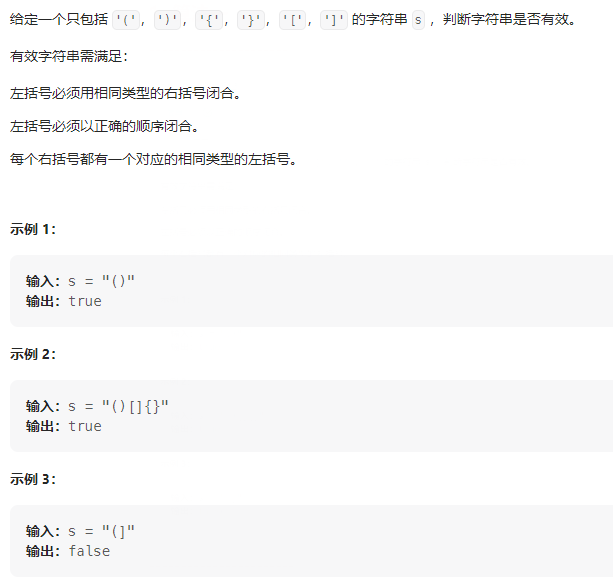 给定一个只包括 '(', ')', '{', '}', '[', ']' 的字符串 s ，判断字符串是否有效。
有效字符串需满足：
左括号必须用相同类型的右括号闭合。
左括号必须以正确的顺序闭合。
每个右括号都有一个对应的相同类型的左括号。
示例 1：
输入：s = "()"
输出：true
示例 2：
输入：s = "()[]{}"
输出：true
示例 3：
输入：s = "(]"
输出：false